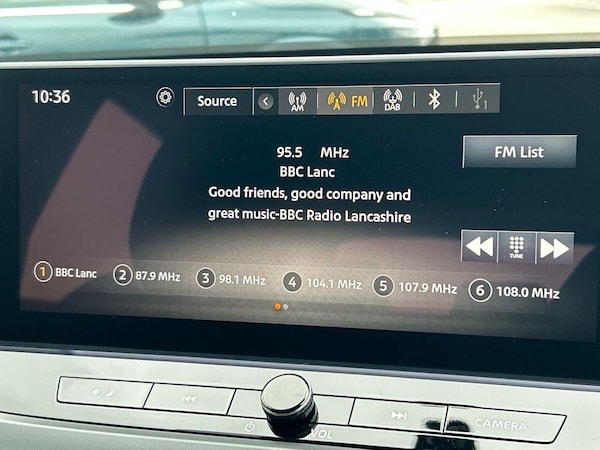 10:36 Source AM FM DAB 1
95.5 MHz
FM List
BBC Lanc
Good friends, good company and
great music-BBC Radio Lancashire
TUNE
1 BBC Lanc 2 87.9 MHz 3 98.1 MHz 4 104.1 MHz 5 107.9 MHz 6 108.0 MHz
VOL
CAMERA